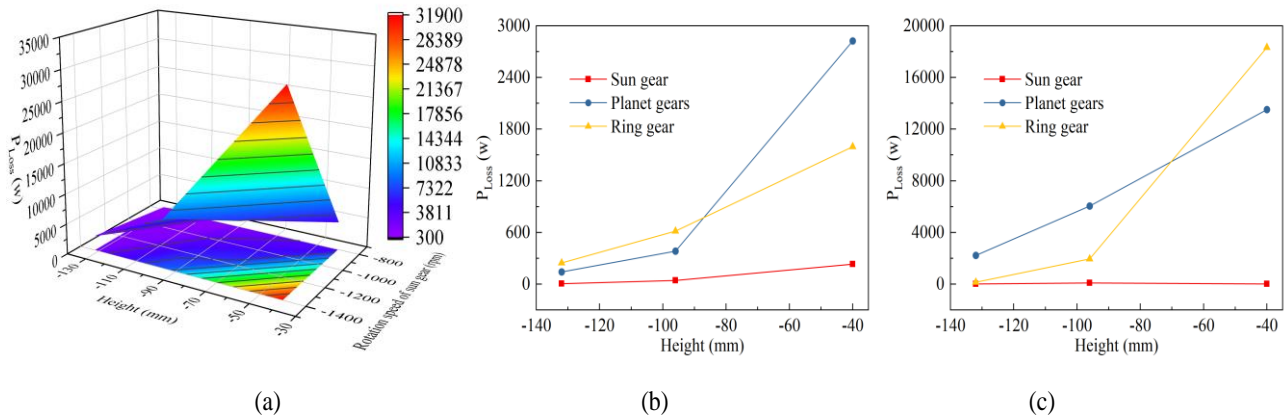 35000
30000
25000
20000
15000
10000
5000
0
P_Loss (w)
-130
-110
-90
-70
-50
-30
Height (mm)
-800
-1000
-1200
-1400
Rotation speed of sun gear (rpm)
31900
28389
24878
21367
17856
14344
10833
7322
3811
300
(a)
3000
2400
1800
1200
600
0
P_Loss (w)
Sun gear
Planet gears
Ring gear
-140 -120 -100 -80 -60 -40
Height (mm)
(b)
20000
16000
12000
8000
4000
0
P_Loss (w)
Sun gear
Planet gears
Ring gear
-140 -120 -100 -80 -60 -40
Height (mm)
(c)